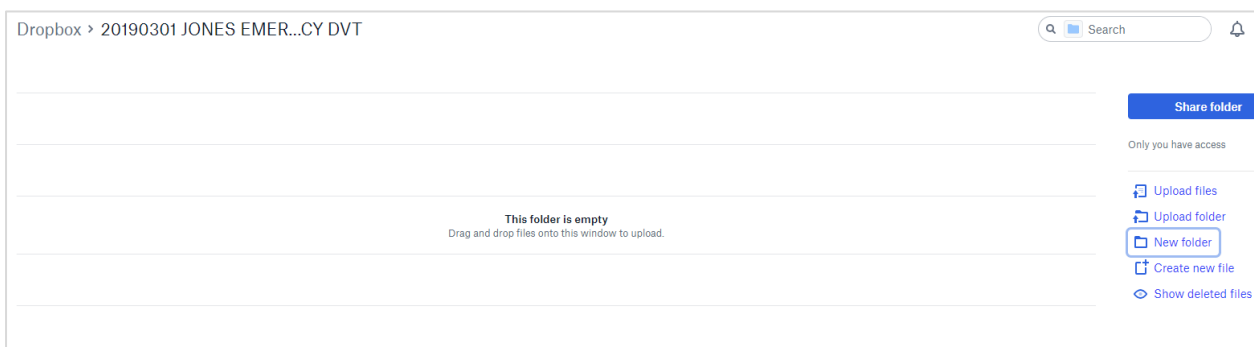 Dropbox > 20190301 JONES EMER...CY DVT
Search
Share folder
Only you have access
Upload files
Upload folder
New folder
Create new file
Show deleted files
This folder is empty
Drag and drop files onto this window to upload.